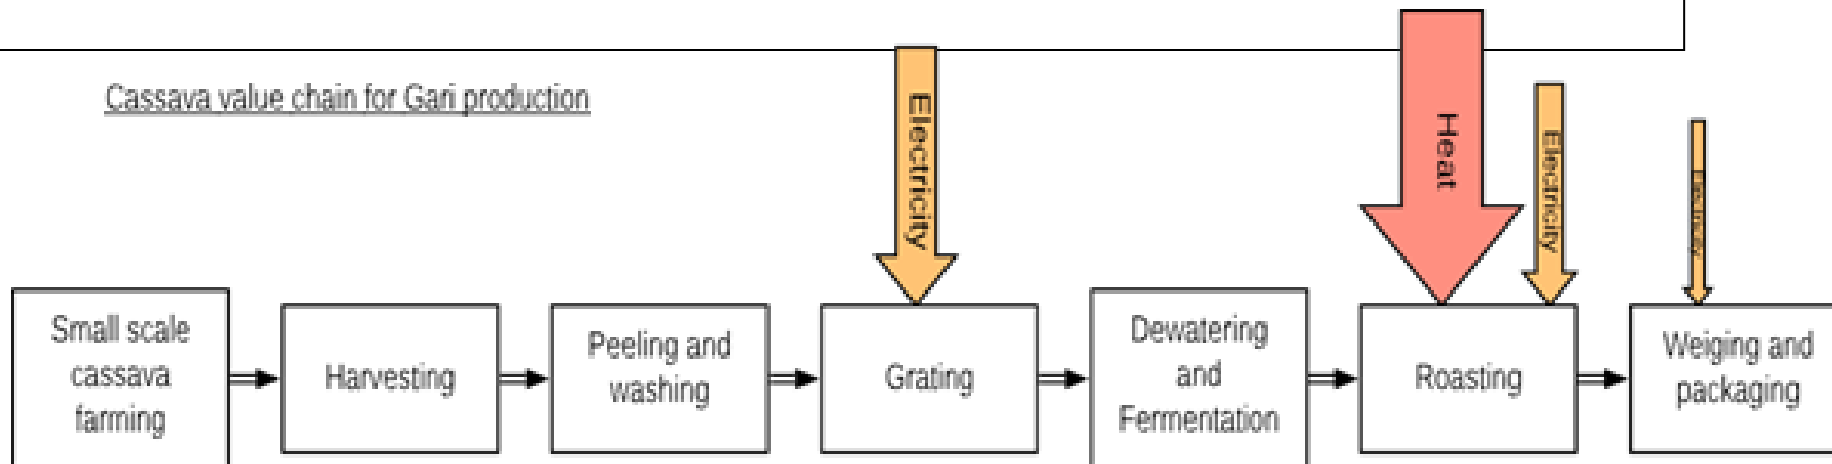 Cassava value chain for Gari production
Electricity
Heat
Electricity
Electricity
Small scale
cassava
farming
Harvesting
Peeling and
washing
Grating
Dewatering
and
Fermentation
Roasting
Weiging and
packaging